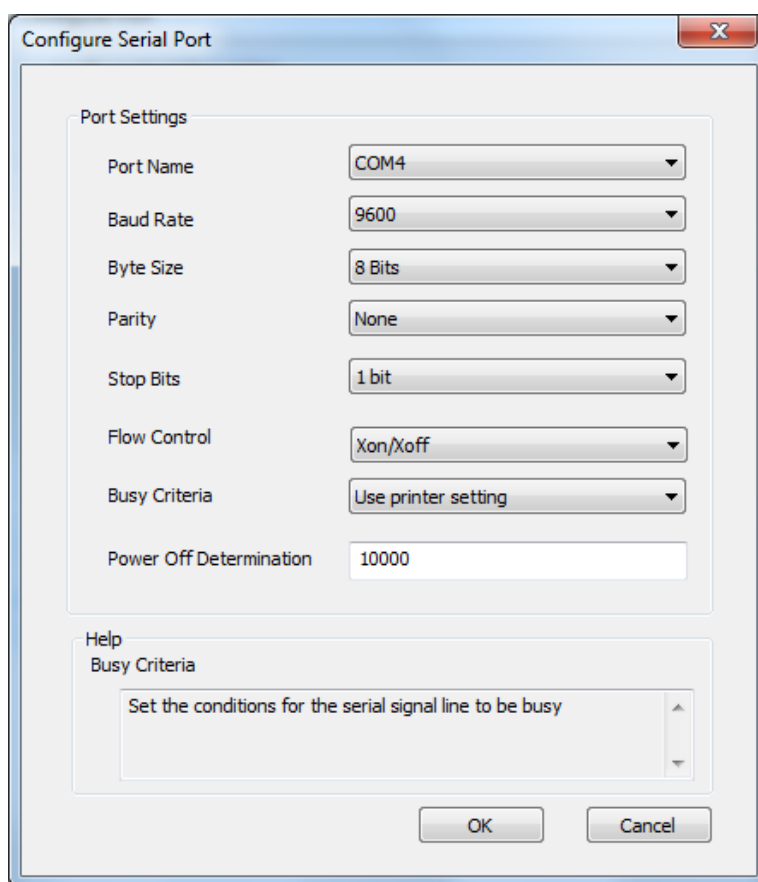 Configure Serial Port
Port Settings
Port Name COM4
Baud Rate 9600
Byte Size 8 Bits
Parity None
Stop Bits 1 bit
Flow Control Xon/Xoff
Busy Criteria Use printer setting
Power Off Determination 10000
Help
Busy Criteria
Set the conditions for the serial signal line to be busy
OK Cancel